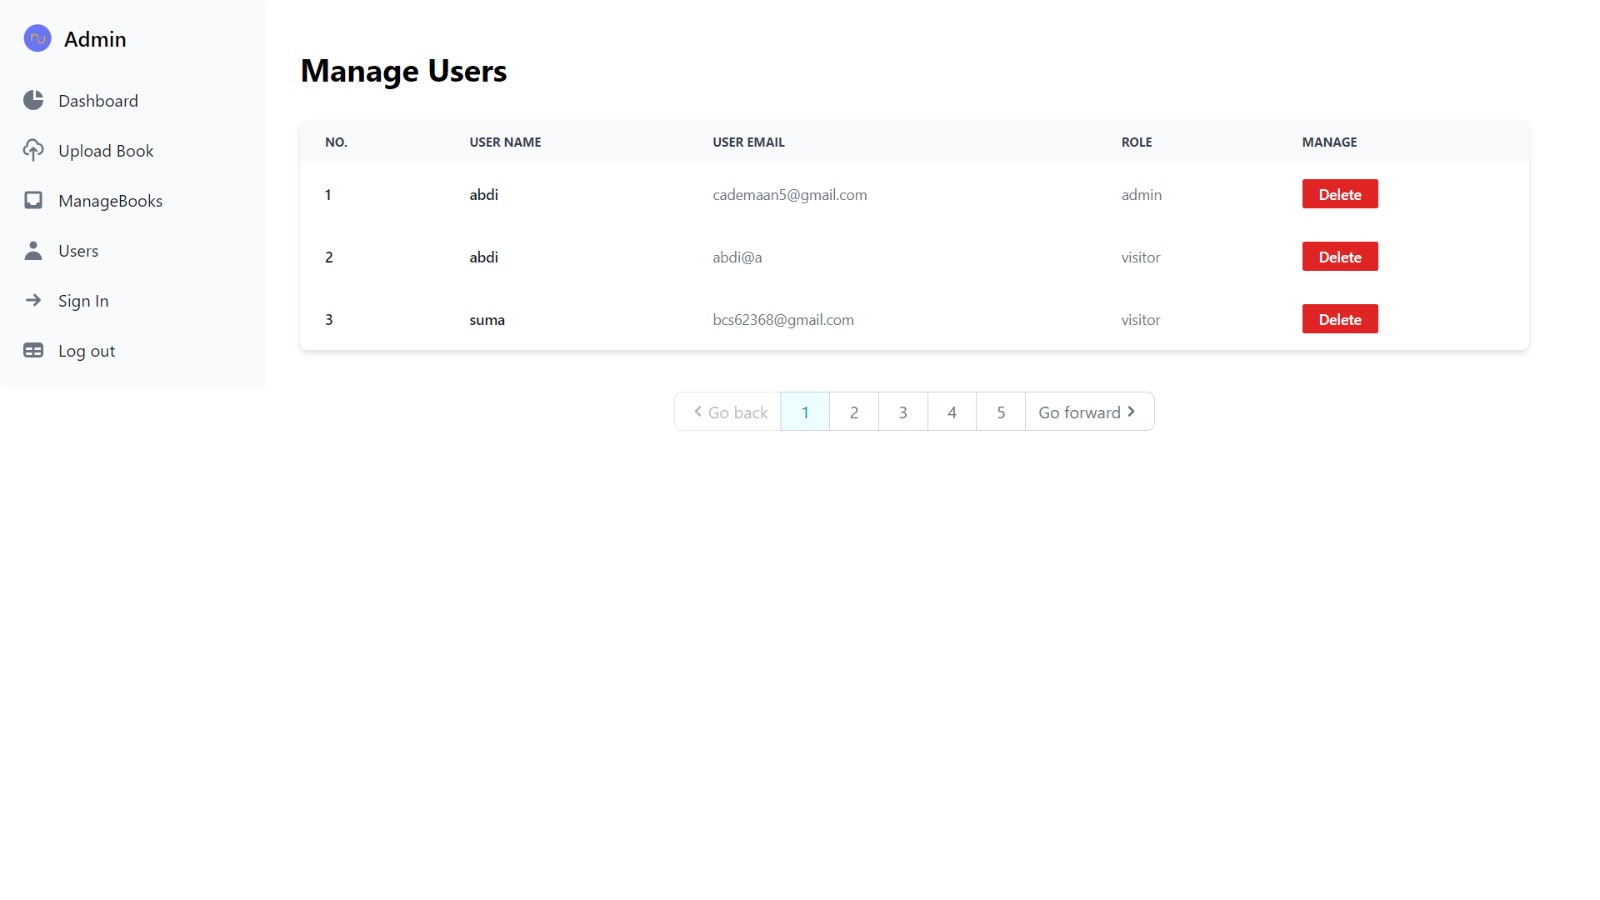 Admin
Dashboard
Upload Book
ManageBooks
Users
Sign In
Log out
Manage Users
NO. USER NAME USER EMAIL ROLE MANAGE
1 abdi cademaan5@gmail.com admin Delete
2 abdi abdi@a visitor Delete
3 suma bcs62368@gmail.com visitor Delete
Go back 1 2 3 4 5 Go forward